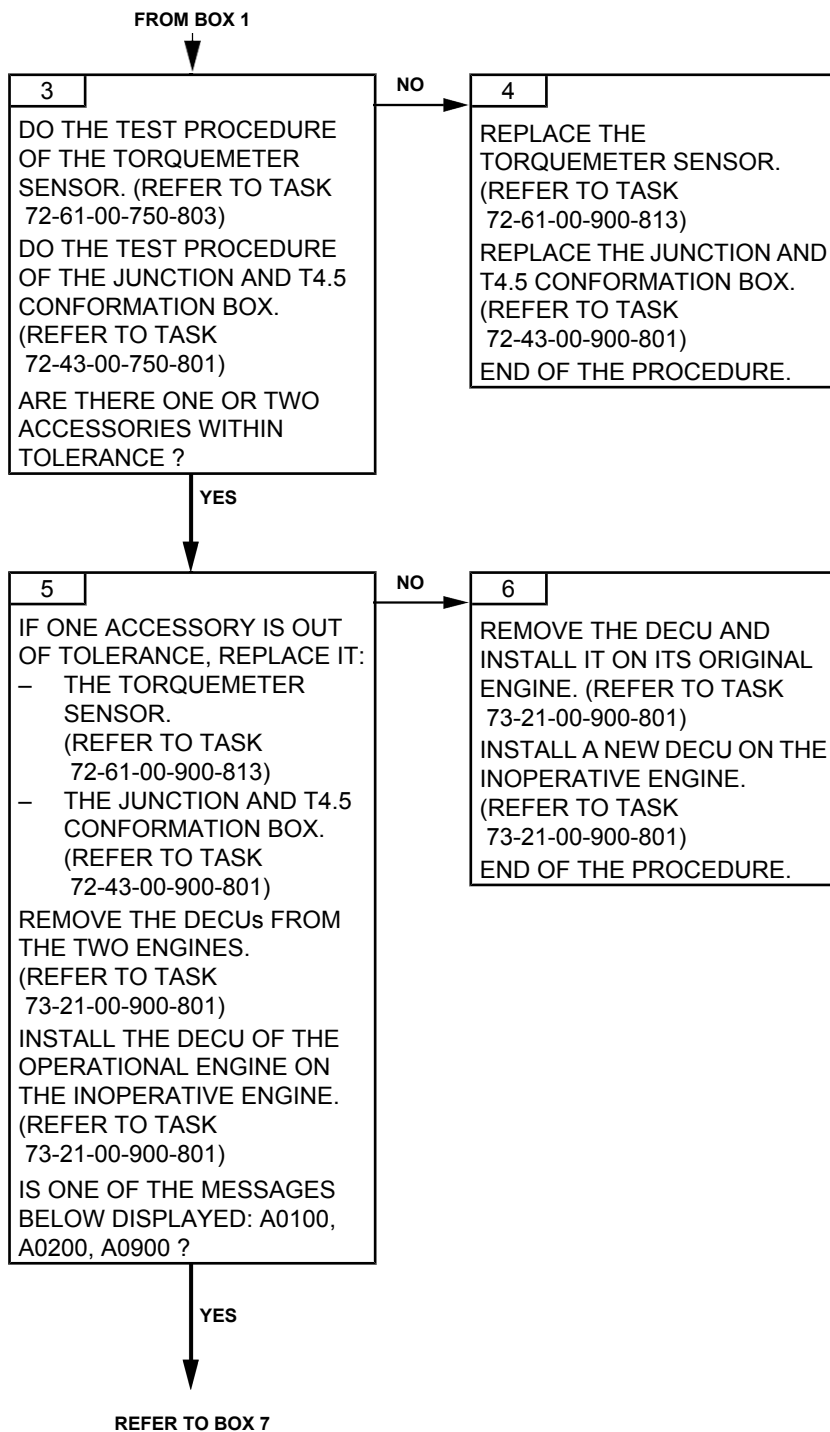 FROM BOX 1
3
DO THE TEST PROCEDURE
OF THE TORQUEMETER
SENSOR. (REFER TO TASK
72-61-00-750-803)
DO THE TEST PROCEDURE
OF THE JUNCTION AND T4.5
CONFORMATION BOX.
(REFER TO TASK
72-43-00-750-801)
ARE THERE ONE OR TWO
ACCESSORIES WITHIN
TOLERANCE ?
NO
4
REPLACE THE
TORQUEMETER SENSOR.
(REFER TO TASK
72-61-00-900-813)
REPLACE THE JUNCTION AND
T4.5 CONFORMATION BOX.
(REFER TO TASK
72-43-00-900-801)
END OF THE PROCEDURE.
YES
5
IF ONE ACCESSORY IS OUT
OF TOLERANCE, REPLACE IT:
– THE TORQUEMETER
SENSOR.
(REFER TO TASK
72-61-00-900-813)
– THE JUNCTION AND T4.5
CONFORMATION BOX.
(REFER TO TASK
72-43-00-900-801)
REMOVE THE DECUs FROM
THE TWO ENGINES.
(REFER TO TASK
73-21-00-900-801)
INSTALL THE DECU OF THE
OPERATIONAL ENGINE ON
THE INOPERATIVE ENGINE.
(REFER TO TASK
73-21-00-900-801)
IS ONE OF THE MESSAGES
BELOW DISPLAYED: A0100,
A0200, A0900 ?
NO
6
REMOVE THE DECU AND
INSTALL IT ON ITS ORIGINAL
ENGINE. (REFER TO TASK
73-21-00-900-801)
INSTALL A NEW DECU ON THE
INOPERATIVE ENGINE.
(REFER TO TASK
73-21-00-900-801)
END OF THE PROCEDURE.
YES
REFER TO BOX 7